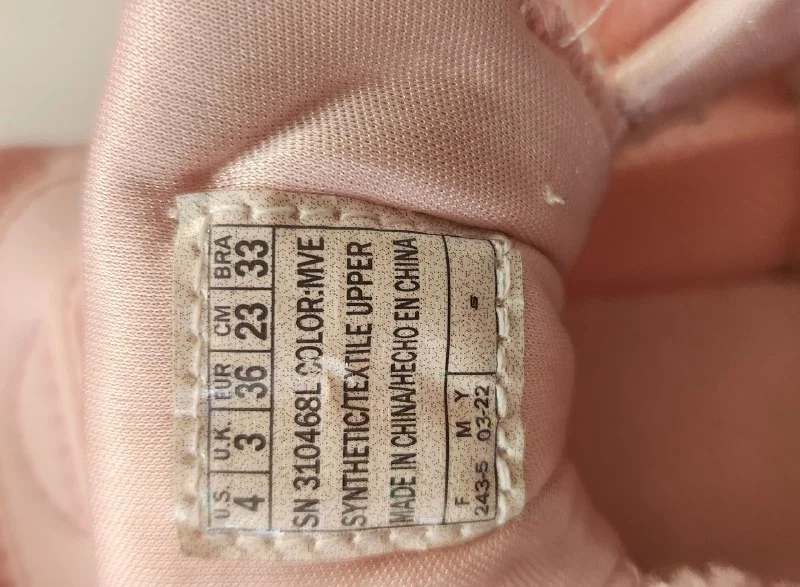 U.S. U.K. EUR CM BRA
4 3 36 23 33
SN 310468L COLOR:MVE
SYNTHETIC/TEXTILE UPPER
MADE IN CHINA/HECHO EN CHINA
F M Y
243-5 03-22